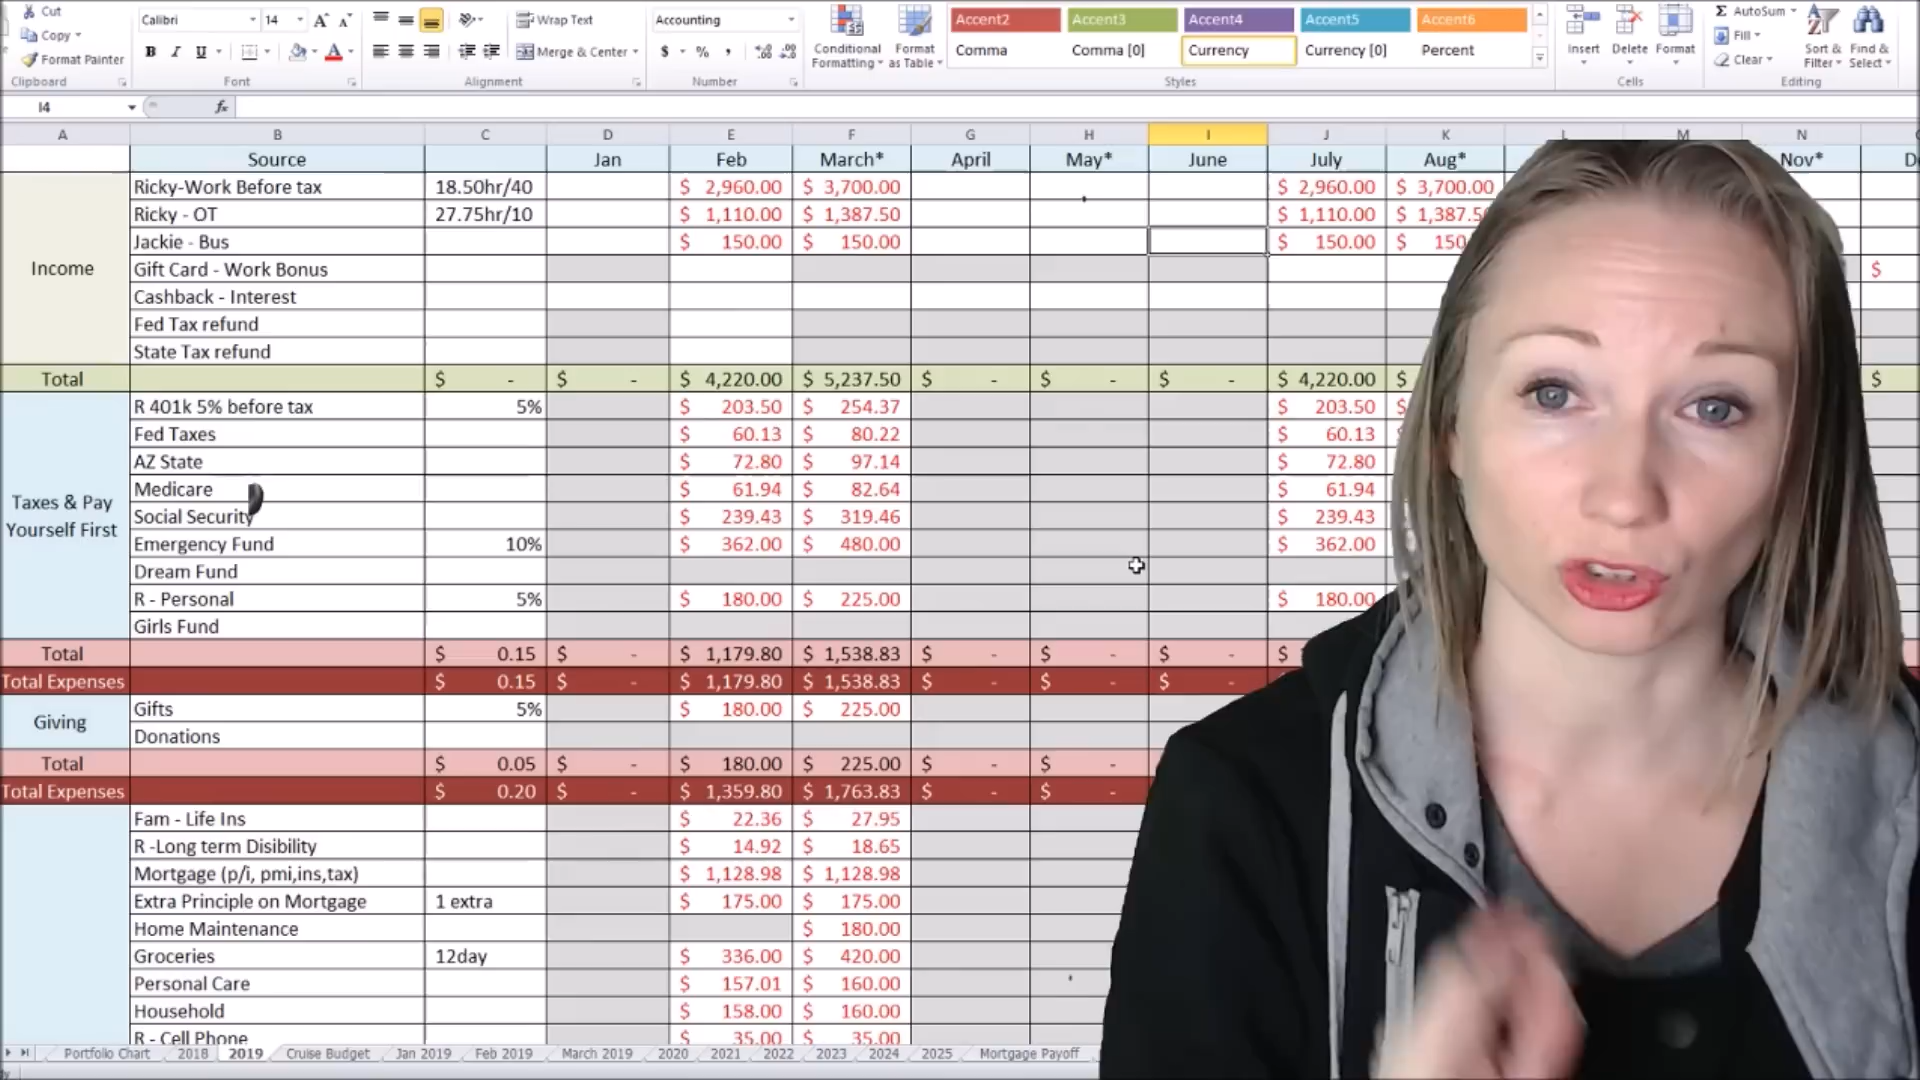 Cut Calibri 14 A A Wrap Text Accounting Accent2 Accent3 Accent4 Accent5 Accent6 Σ AutoSum
Copy Format Painter B I U A Merge & Center $ % , Conditional Formatting Format as Table Comma Comma [0] Currency Currency [0] Percent Insert Delete Format Fill Clear Sort & Filter Find & Select
Clipboard Font Alignment Number Styles Cells Editing
I4 fx
A B C D E F G H I J K L M N
Source Jan Feb March* April May* June July Aug* Nov* D
Ricky-Work Before tax 18.50hr/40 $ 2,960.00 $ 3,700.00 $ 2,960.00 $ 3,700.00
Ricky - OT 27.75hr/10 $ 1,110.00 $ 1,387.50 $ 1,110.00 $ 1,387.5
Jackie - Bus $ 150.00 $ 150.00 $ 150.00 $ 150
Income Gift Card - Work Bonus $
Cashback - Interest
Fed Tax refund
State Tax refund
Total $ - $ - $ 4,220.00 $ 5,237.50 $ - $ - $ - $ 4,220.00 $ $
R 401k 5% before tax 5% $ 203.50 $ 254.37 $ 203.50 $
Fed Taxes $ 60.13 $ 80.22 $ 60.13
AZ State $ 72.80 $ 97.14 $ 72.80
Taxes & Pay Yourself First Medicare $ 61.94 $ 82.64 $ 61.94
Social Security $ 239.43 $ 319.46 $ 239.43
Emergency Fund 10% $ 362.00 $ 480.00 $ 362.00
Dream Fund
R - Personal 5% $ 180.00 $ 225.00 $ 180.00
Girls Fund
Total $ 0.15 $ - $ 1,179.80 $ 1,538.83 $ - $ - $ - $
Total Expenses $ 0.15 $ - $ 1,179.80 $ 1,538.83 $ - $ - $ -
Giving Gifts 5% $ 180.00 $ 225.00
Donations
Total $ 0.05 $ - $ 180.00 $ 225.00 $ - $ -
Total Expenses $ 0.20 $ - $ 1,359.80 $ 1,763.83 $ - $ -
Fam - Life Ins $ 22.36 $ 27.95
R -Long term Disibility $ 14.92 $ 18.65
Mortgage (p/i, pmi,ins,tax) $ 1,128.98 $ 1,128.98
Extra Principle on Mortgage 1 extra $ 175.00 $ 175.00
Home Maintenance $ 180.00
Groceries 12day $ 336.00 $ 420.00
Personal Care $ 157.01 $ 160.00
Household $ 158.00 $ 160.00
R - Cell Phone $ 35.00 $ 35.00
Portfolio Chart 2018 2019 Cruise Budget Jan 2019 Feb 2019 March 2019 2020 2021 2022 2023 2024 2025 Mortgage Payoff